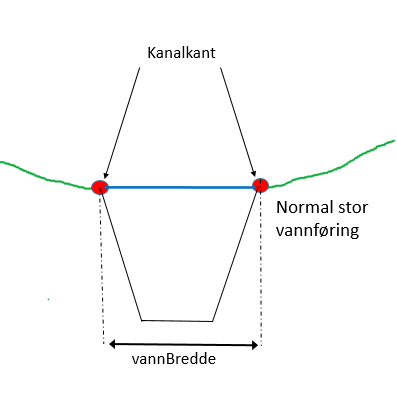 Kanalkant
Normal stor
vannføring
vannBredde